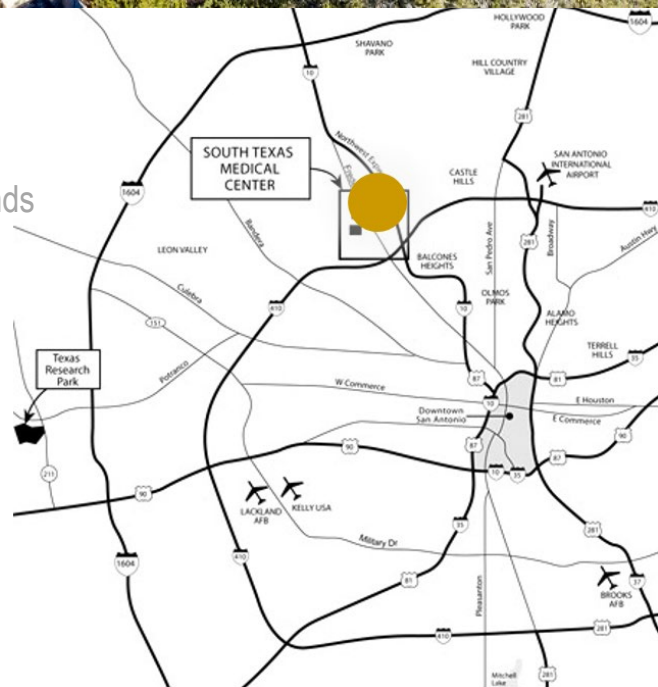 HOLLYWOOD
PARK
1604
SHAVANO
PARK
HILL COUNTRY
VILLAGE
10
281
Northwest
SOUTH TEXAS
MEDICAL
CENTER
SAN ANTONIO
INTERNATIONAL
AIRPORT
CASTLE
HILLS
1604
nds
410
Bandera
San Pedro Ave
Broadway
Austin Hwy
281
LEON VALLEY
BALCONES
HEIGHTS
Culebra
OLMOS
PARK
410
10
ALAMO
HEIGHTS
151
TERRELL
HILLS
35
Texas
Research
Park
Potranco
87
81
W Commerce
10
E Houston
Downtown
San Antonio
E Commerce
90
87
90
87
211
10
35
90
LACKLAND
AFB
KELLY USA
35
281
Military Dr
410
1604
81
37
BROOKS
AFB
Pleasanton
281
410
Mitchell
Lake
281